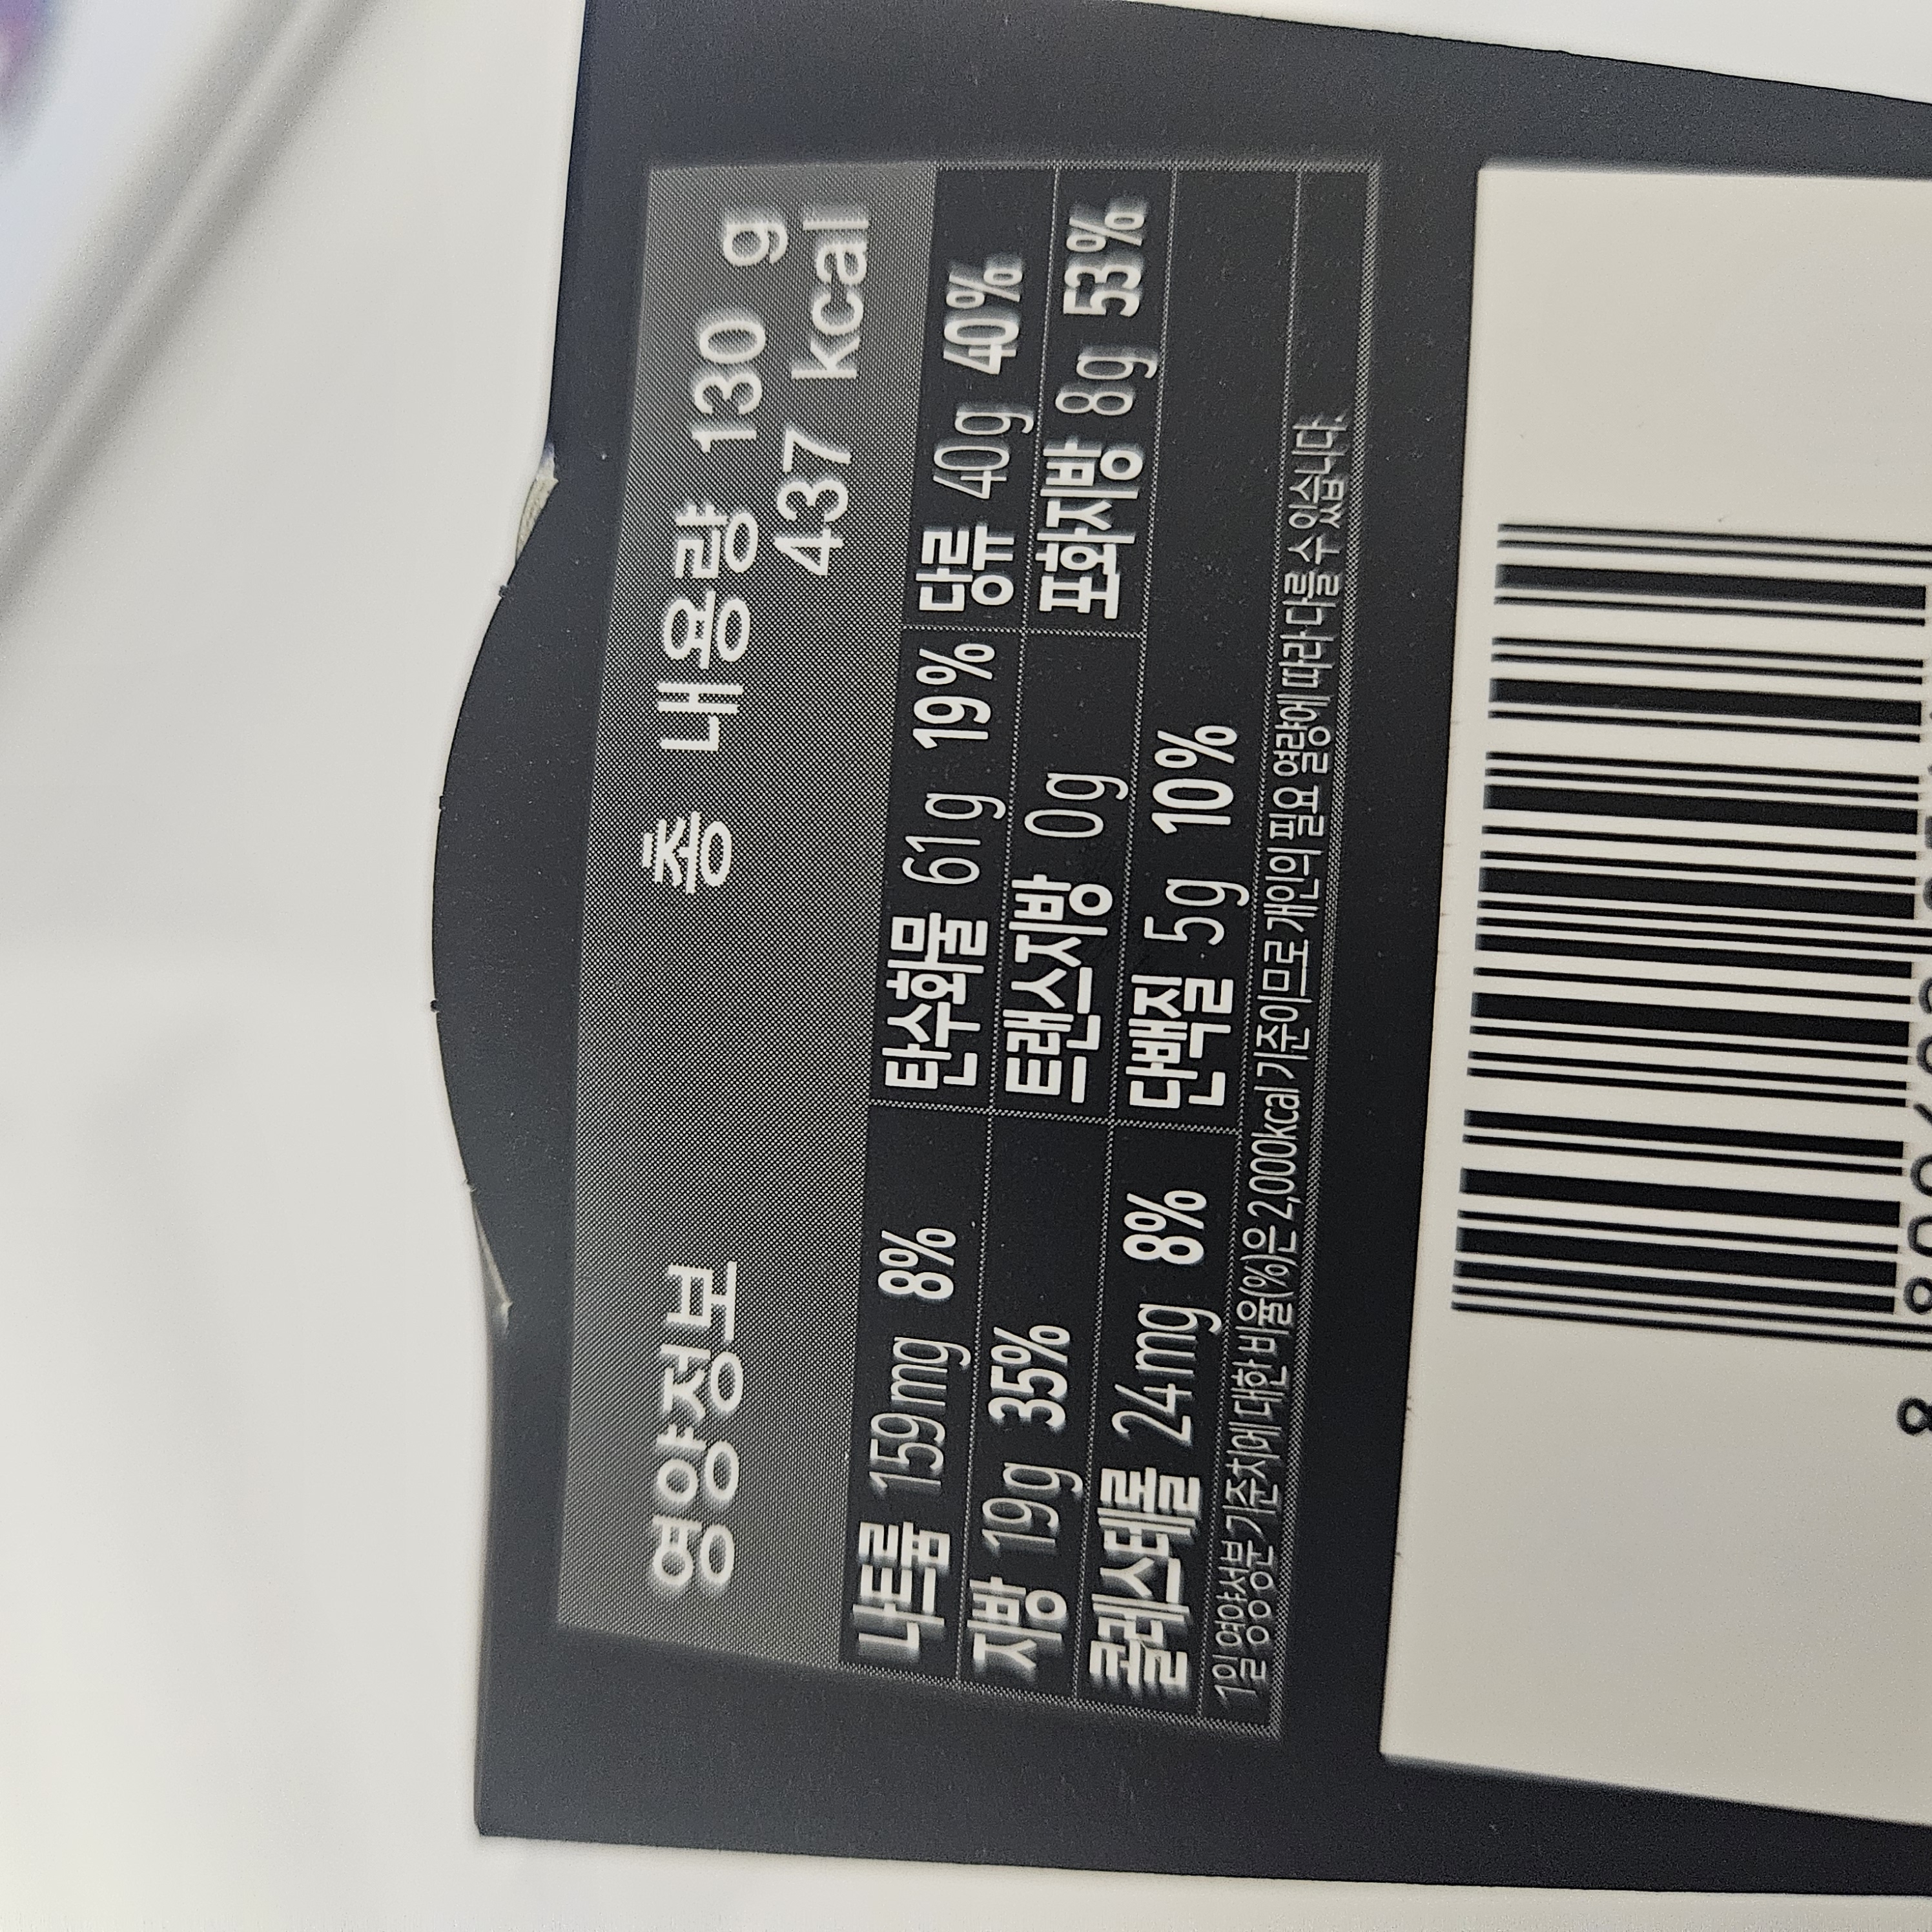 영양정보 총 내용량 130 g
437 kcal
나트륨 159mg 8% 탄수화물 61g 19% 당류 40g 40%
지방 19g 35% 트랜스지방 0g 포화지방 8g 53%
콜레스테롤 24mg 8% 단백질 5g 10%
1일 영양성분 기준치에 대한 비율(%)은 2,000kcal 기준이므로 개인의 필요 열량에 따라 다를 수 있습니다.
8